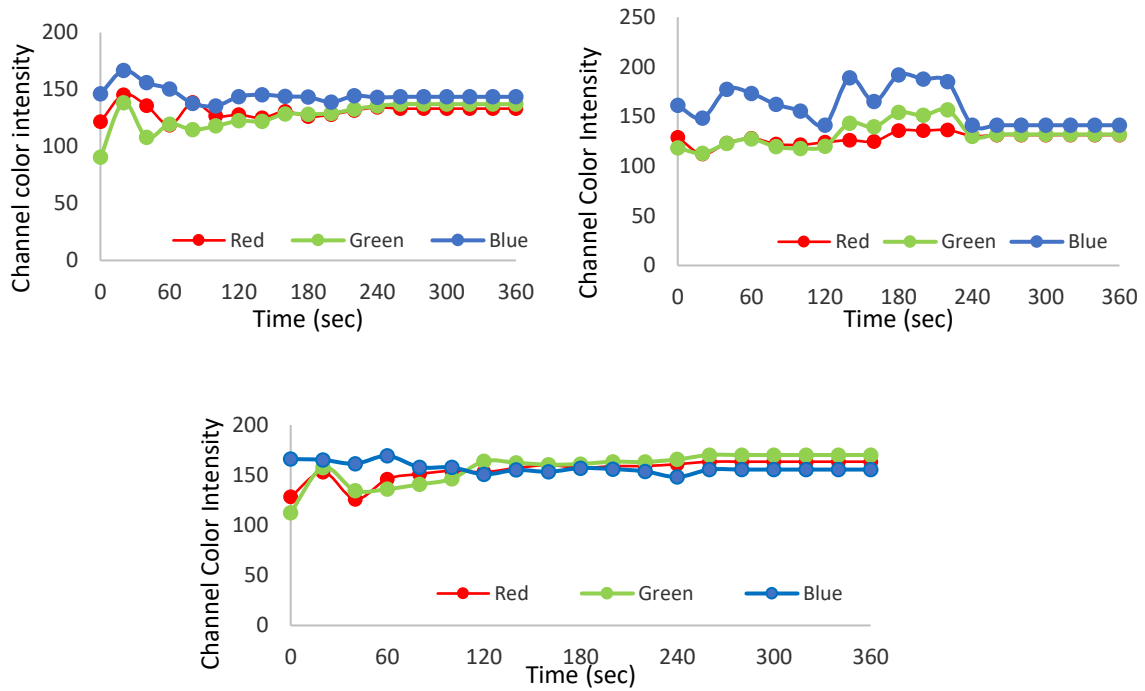 Channel color intensity
200
150
100
50
0
Red Green Blue
0 60 120 180 240 300 360
Time (sec)
Channel Color Intensity
250
200
150
100
50
0
Red Green Blue
0 60 120 180 240 300 360
Time (sec)
Channel Color Intensity
200
150
100
50
0
Red Green Blue
0 60 120 180 240 300 360
Time (sec)